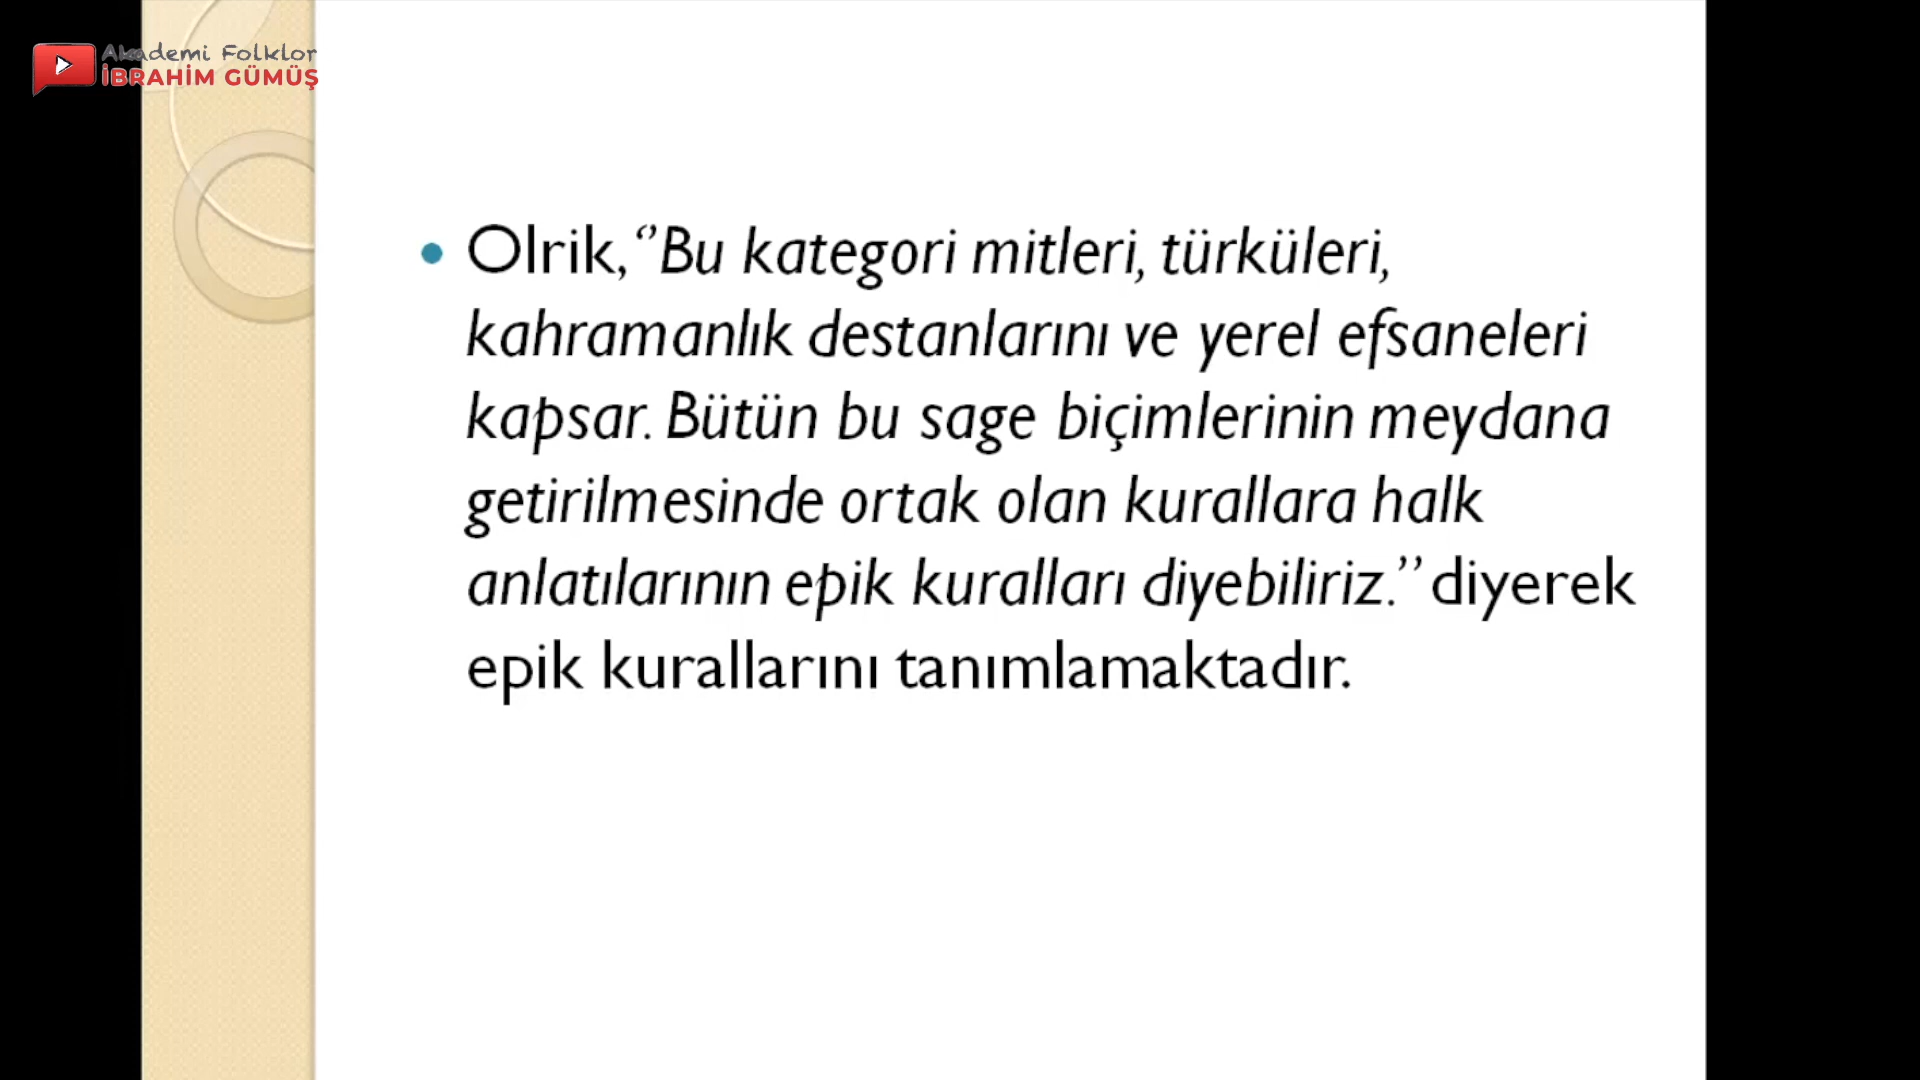 Akademi Folklor
İBRAHİM GÜMÜŞ
• Olrik, ‘’Bu kategori mitleri, türküleri,
kahramanlık destanlarını ve yerel efsaneleri
kapsar. Bütün bu sage biçimlerinin meydana
getirilmesinde ortak olan kurallara halk
anlatılarının epik kuralları diyebiliriz.’’ diyerek
epik kurallarını tanımlamaktadır.